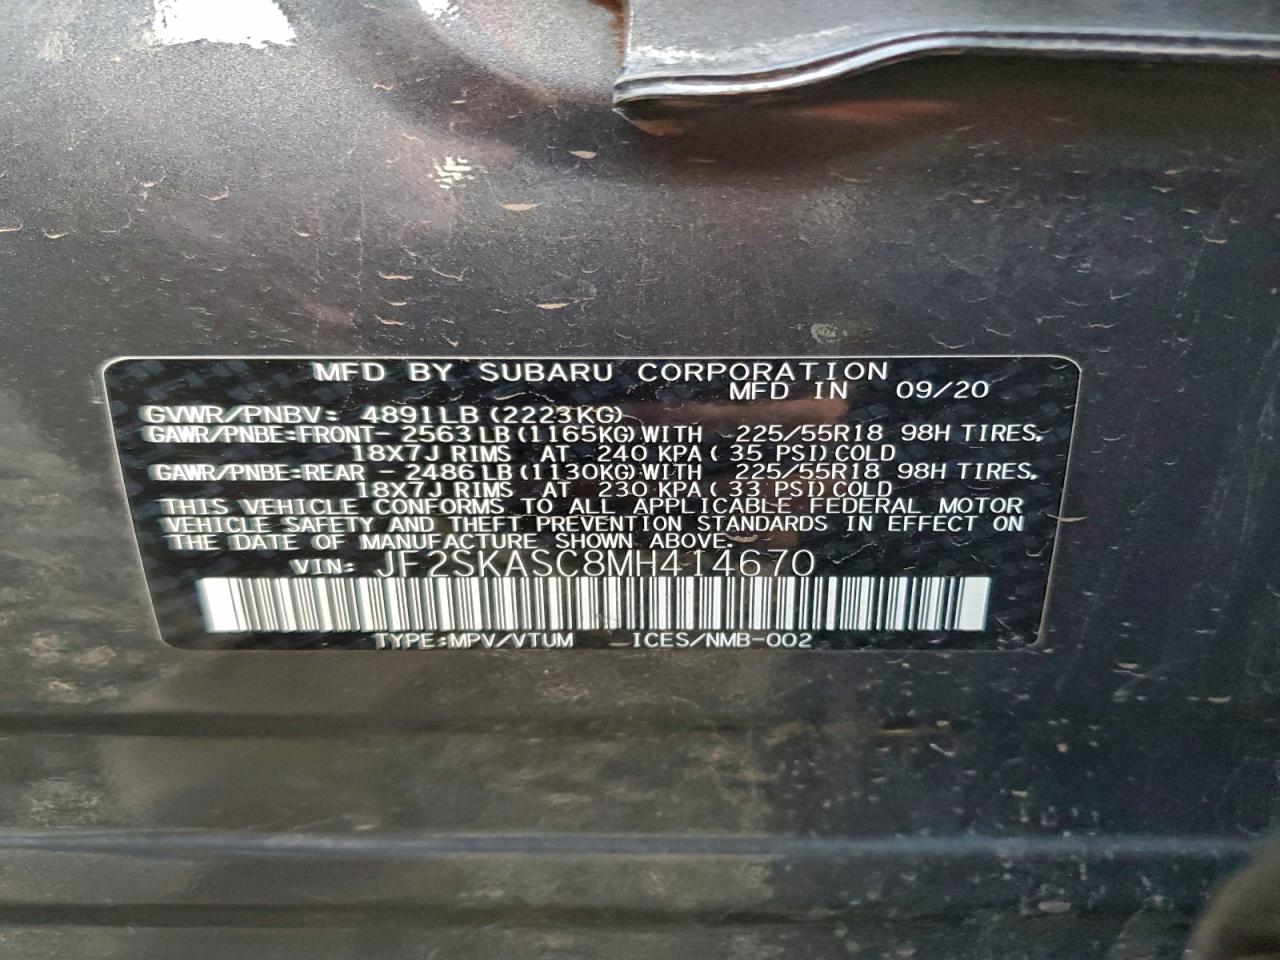 MFD BY SUBARU CORPORATION
MFD IN 09/20
GVWR/PNBV: 4891LB (2223KG)
GAWR/PNBE:FRONT- 2563LB(1165KG)WITH 225/55R18 98H TIRES,
18X7J RIMS AT 240 KPA( 35 PSI)COLD
GAWR/PNBE:REAR - 2486LB(1130KG)WITH 225/55R18 98H TIRES,
18X7J RIMS AT 230 KPA( 33 PSI)COLD
THIS VEHICLE CONFORMS TO ALL APPLICABLE FEDERAL MOTOR
VEHICLE SAFETY AND THEFT PREVENTION STANDARDS IN EFFECT ON
THE DATE OF MANUFACTURE SHOWN ABOVE.
VIN: JF2SKASC8MH414670
TYPE:MPV/VTUM ICES/NMB-002